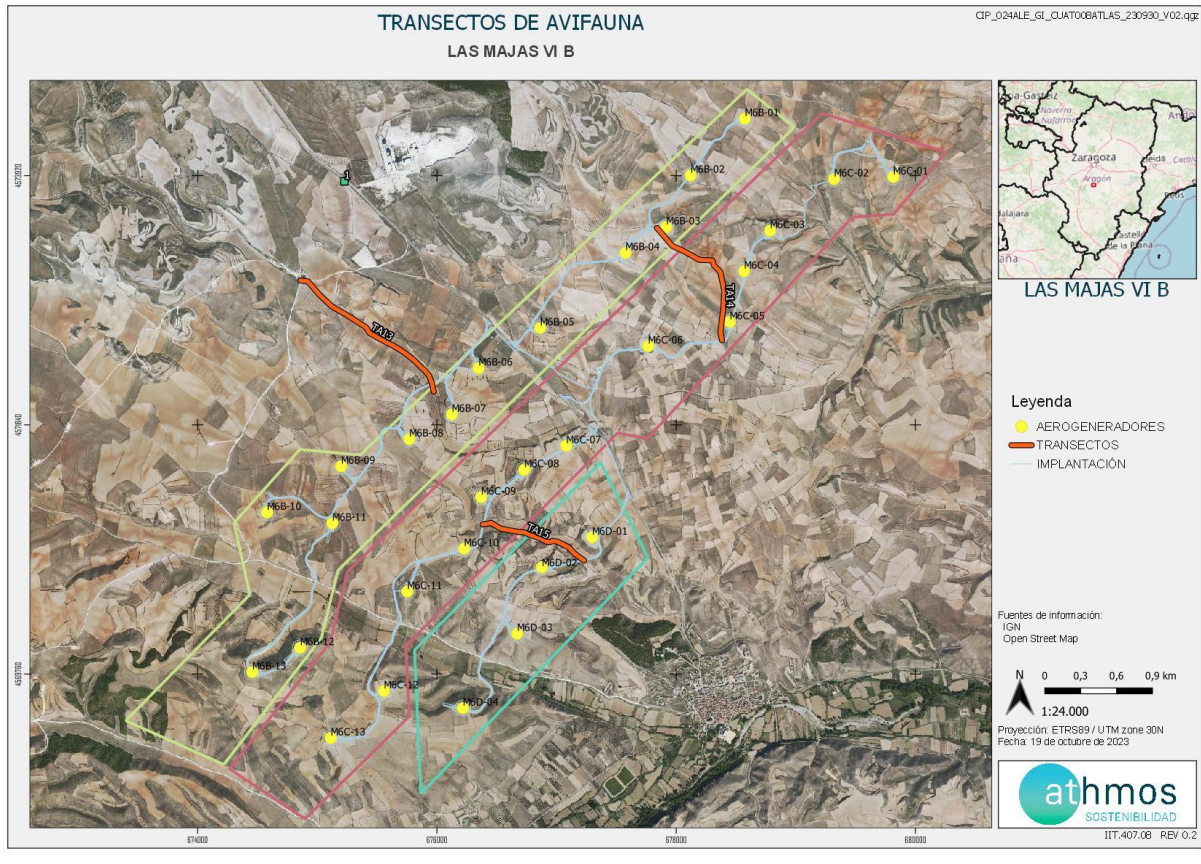 CIP_024ALE_GI_CUAT008ATLAS_230930_V02.qgz
TRANSECTOS DE AVIFAUNA
LAS MAJAS VI B
M6B-01
M6B-02
M6C-02
M6C-01
1
M6B-03
M6C-03
M6B-04
M6C-04
TA14
M6C-05
M6B-05
TA13
M6C-06
M6B-06
M6B-07
M6B-08
M6C-07
M6B-09
M6C-08
M6C-09
M6B-10
M6B-11
TA15
M6D-01
M6C-10
M6D-02
M6C-11
M6D-03
M6B-12
M6B-13
M6C-12
M6D-04
M6C-13
4573920
4571840
4569760
674000
676000
678000
680000
Navarra
Nafarroa
Zaragoza
Aragón
LAS MAJAS VI B
Leyenda
AEROGENERADORES
TRANSECTOS
IMPLANTACIÓN
Fuentes de información:
IGN
Open Street Map
N
0 0,3 0,6 0,9 km
1:24.000
Proyección: ETRS89 / UTM zone 30N
Fecha: 19 de octubre de 2023
athmos
SOSTENIBILIDAD
IIT.407.08 REV 0.2